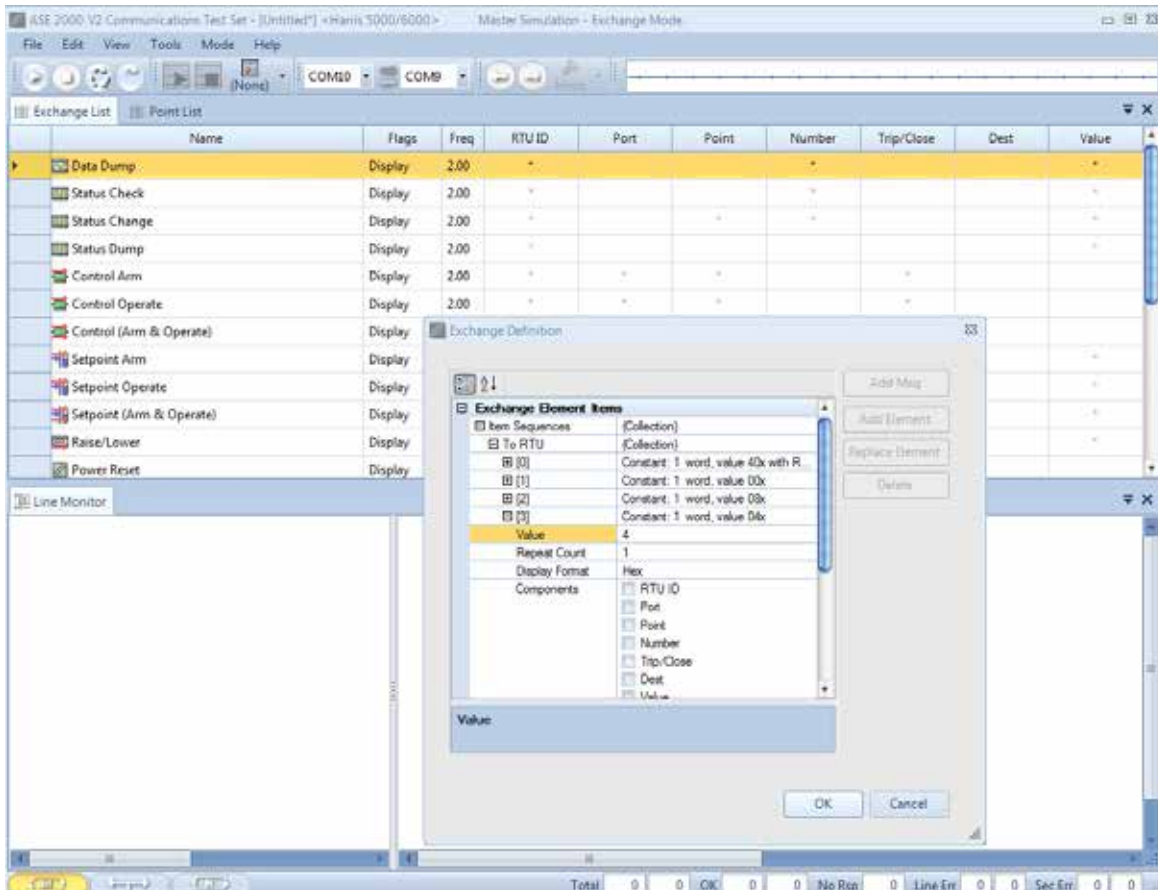 ASE 2000 V2 Communications Test Set - [Untitled*] <Harris 5000/6000> Master Simulation - Exchange Mode
File Edit View Tools Mode Help
(None) COM10 COM9
Exchange List Point List
Name Flags Freq RTU ID Port Point Number Trip/Close Dest Value
Data Dump Display 2.00 * * *
Status Check Display 2.00 * * *
Status Change Display 2.00 * * * *
Status Dump Display 2.00 * *
Control Arm Display 2.00 * * * *
Control Operate Display 2.00 * * * *
Control (Arm & Operate) Display
Setpoint Arm Display *
Setpoint Operate Display *
Setpoint (Arm & Operate) Display *
Raise/Lower Display *
Power Reset Display
Exchange Definition
Add Msg
Add Element
Replace Element
Delete
Exchange Element Items
Item Sequences (Collection)
To RTU (Collection)
[0] Constant: 1 word, value 40x with R...
[1] Constant: 1 word, value 00x
[2] Constant: 1 word, value 08x
[3] Constant: 1 word, value 04x
Value 4
Repeat Count 1
Display Format Hex
Components RTU ID
Port
Point
Number
Trip/Close
Dest
Value
Value
OK Cancel
Line Monitor
Total 0 0 OK 0 0 No Rsp 0 Line Err 0 0 Sec Err 0 0